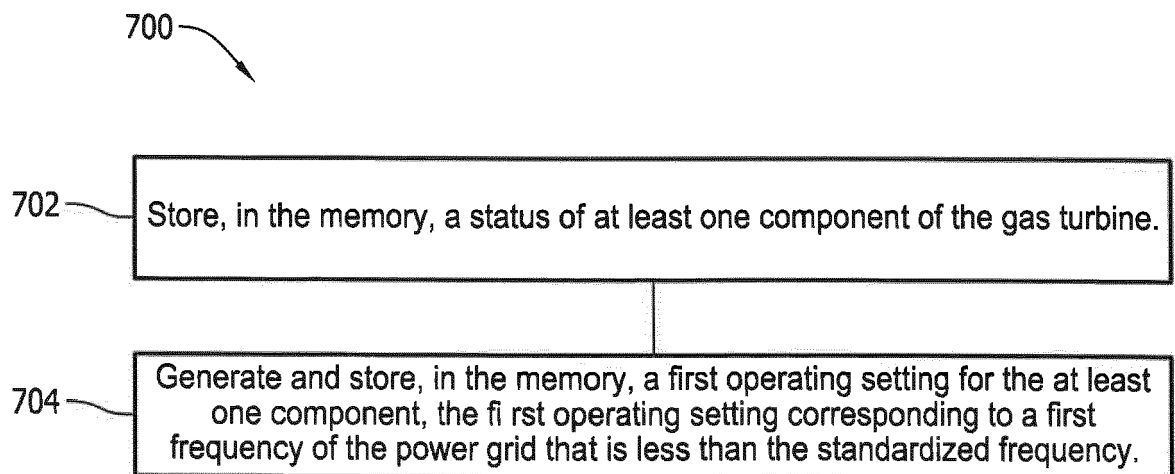 700
702
Store, in the memory, a status of at least one component of the gas turbine.
704
Generate and store, in the memory, a first operating setting for the at least
one component, the fi rst operating setting corresponding to a first
frequency of the power grid that is less than the standardized frequency.